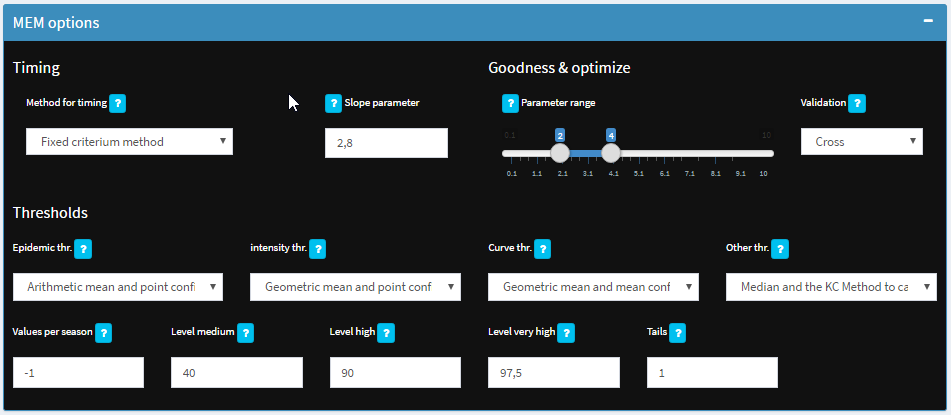 MEM options
Timing
Goodness & optimize
Method for timing ?
? Slope parameter
? Parameter range
Validation ?
Fixed criterium method
2,8
0.1 2 4 10
Cross
0.1 1.1 2.1 3.1 4.1 5.1 6.1 7.1 8.1 9.1 10
Thresholds
Epidemic thr. ?
intensity thr. ?
Curve thr. ?
Other thr. ?
Arithmetic mean and point confi
Geometric mean and point conf
Geometric mean and mean conf
Median and the KC Method to ca
Values per season ?
Level medium ?
Level high ?
Level very high ?
Tails ?
-1
40
90
97,5
1